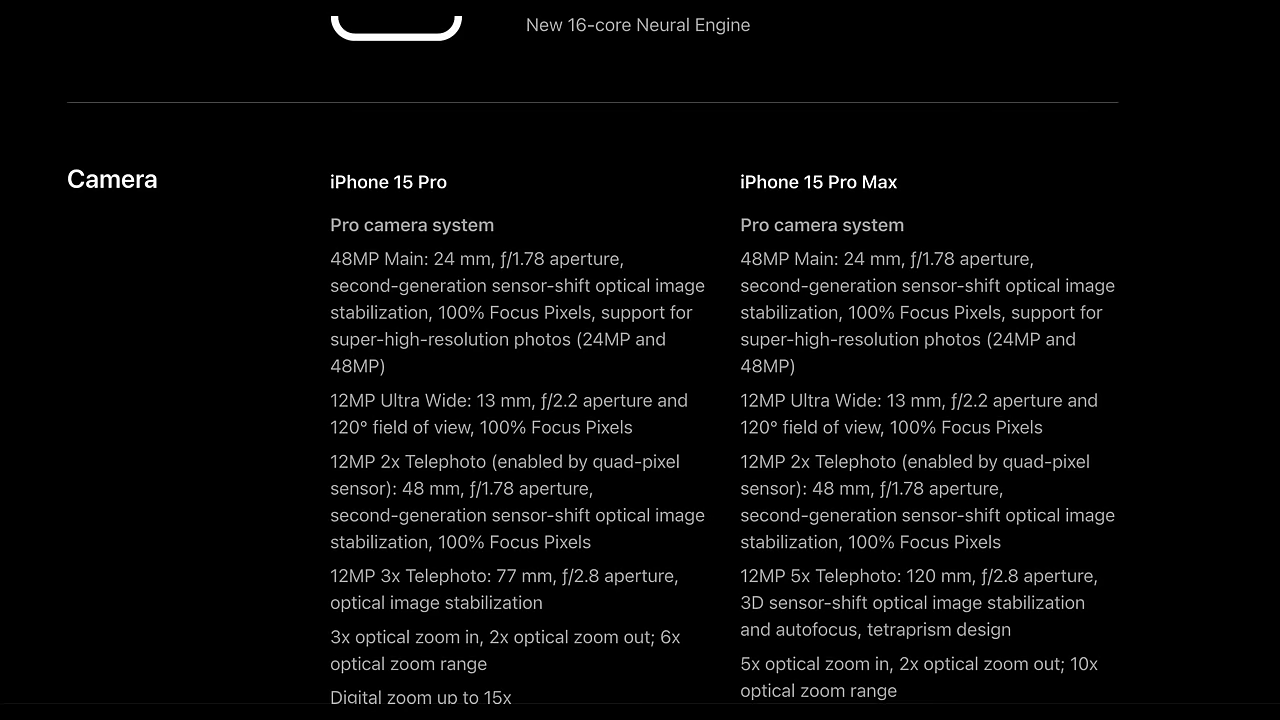 New 16-core Neural Engine
Camera
iPhone 15 Pro
Pro camera system
48MP Main: 24 mm, ƒ/1.78 aperture,
second-generation sensor-shift optical image
stabilization, 100% Focus Pixels, support for
super-high-resolution photos (24MP and
48MP)
12MP Ultra Wide: 13 mm, ƒ/2.2 aperture and
120° field of view, 100% Focus Pixels
12MP 2x Telephoto (enabled by quad-pixel
sensor): 48 mm, ƒ/1.78 aperture,
second-generation sensor-shift optical image
stabilization, 100% Focus Pixels
12MP 3x Telephoto: 77 mm, ƒ/2.8 aperture,
optical image stabilization
3x optical zoom in, 2x optical zoom out; 6x
optical zoom range
Digital zoom up to 15x
iPhone 15 Pro Max
Pro camera system
48MP Main: 24 mm, ƒ/1.78 aperture,
second-generation sensor-shift optical image
stabilization, 100% Focus Pixels, support for
super-high-resolution photos (24MP and
48MP)
12MP Ultra Wide: 13 mm, ƒ/2.2 aperture and
120° field of view, 100% Focus Pixels
12MP 2x Telephoto (enabled by quad-pixel
sensor): 48 mm, ƒ/1.78 aperture,
second-generation sensor-shift optical image
stabilization, 100% Focus Pixels
12MP 5x Telephoto: 120 mm, ƒ/2.8 aperture,
3D sensor-shift optical image stabilization
and autofocus, tetraprism design
5x optical zoom in, 2x optical zoom out; 10x
optical zoom range